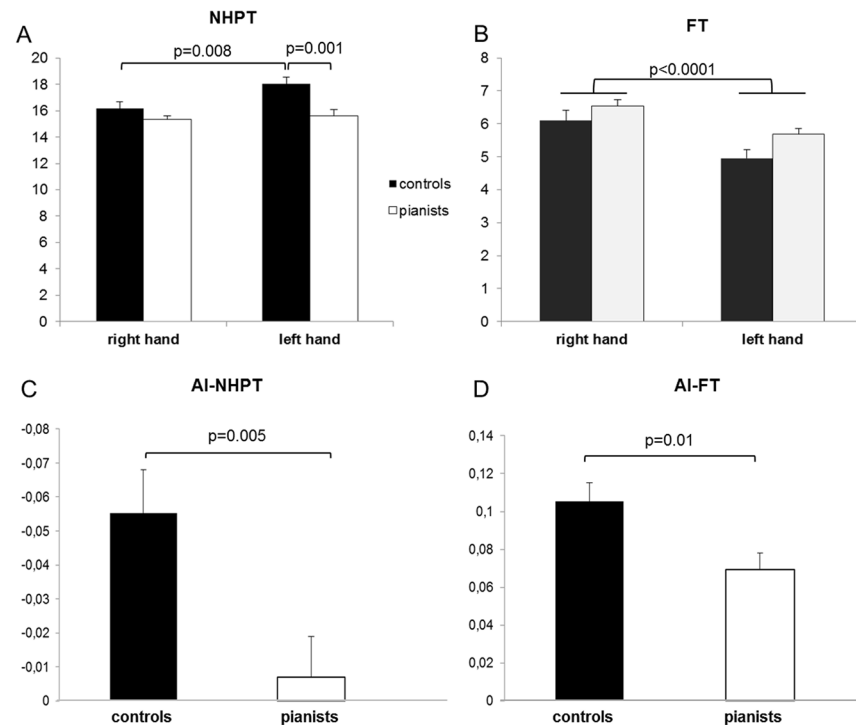 A
NHPT
20
18
16
14
12
10
8
6
4
2
0
p=0.008
p=0.001
right hand
left hand
controls
pianists
B
FT
8
7
6
5
4
3
2
1
0
p<0.0001
right hand
left hand
C
AI-NHPT
-0,08
-0,07
-0,06
-0,05
-0,04
-0,03
-0,02
-0,01
0
p=0.005
controls
pianists
D
AI-FT
0,14
0,12
0,1
0,08
0,06
0,04
0,02
0
p=0.01
controls
pianists